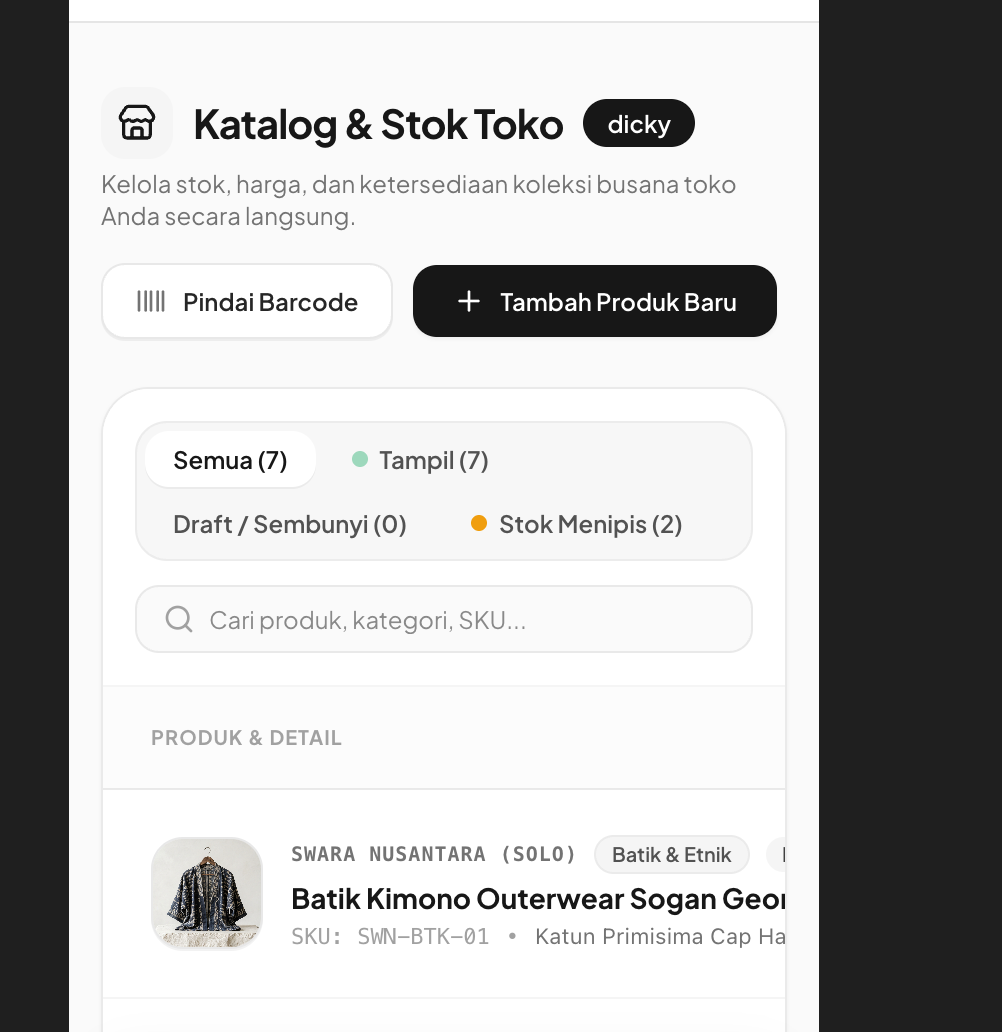 Katalog & Stok Toko dicky
Kelola stok, harga, dan ketersediaan koleksi busana toko
Anda secara langsung.
Pindai Barcode
Tambah Produk Baru
Semua (7)
Tampil (7)
Draft / Sembunyi (0)
Stok Menipis (2)
Cari produk, kategori, SKU...
PRODUK & DETAIL
SWARA NUSANTARA (SOLO) Batik & Etnik
Batik Kimono Outerwear Sogan
SKU: SWN-BTK-01 • Katun Primisima Cap